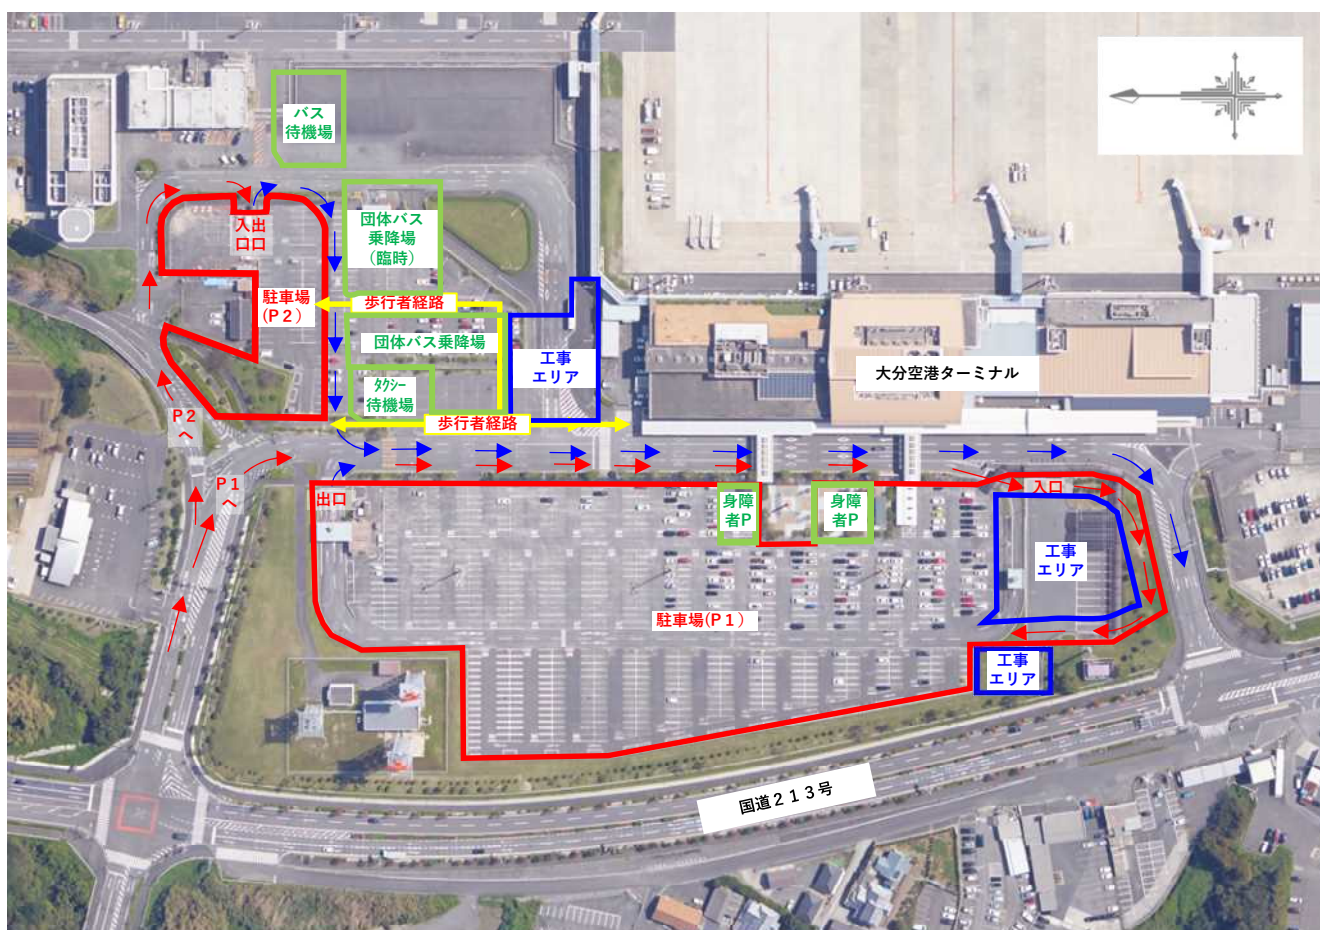 バス
待機場
団体バス
乗降場
（臨時）
入出
口口
駐車場
(P２）
歩行者経路
団体バス乗降場
工事
エリア
大分空港ターミナル
ﾀｸｼｰ
待機場
P２
へ
歩行者経路
P１
へ
出口
身障
者P
身障
者P
入口
工事
エリア
駐車場(P１）
工事
エリア
国道２１３号